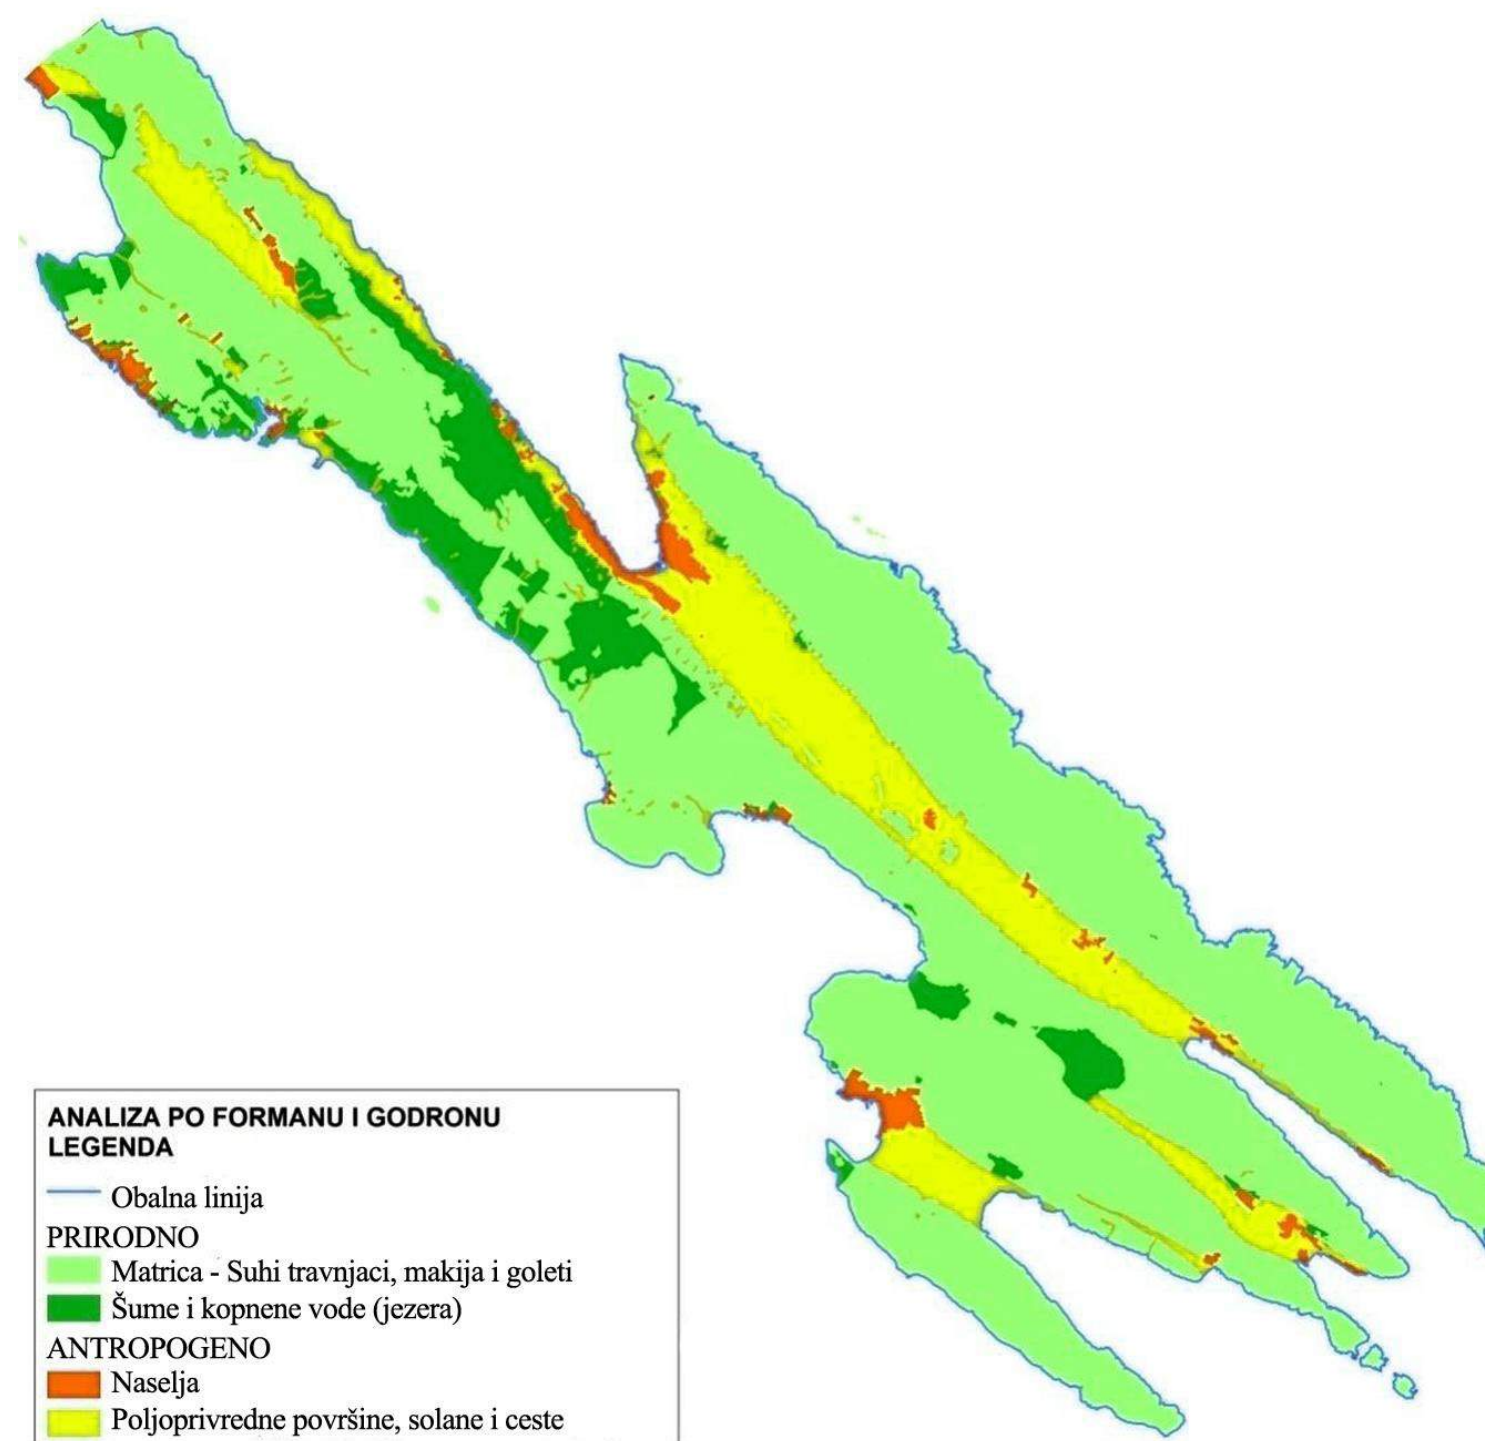 ANALIZA PO FORMANU I GODRONU
LEGENDA
Obalna linija
PRIRODNO
Matrica - Suhi travnjaci, makija i goleti
Šume i kopnene vode (jezera)
ANTROPOGENO
Naselja
Poljoprivredne površine, solane i ceste